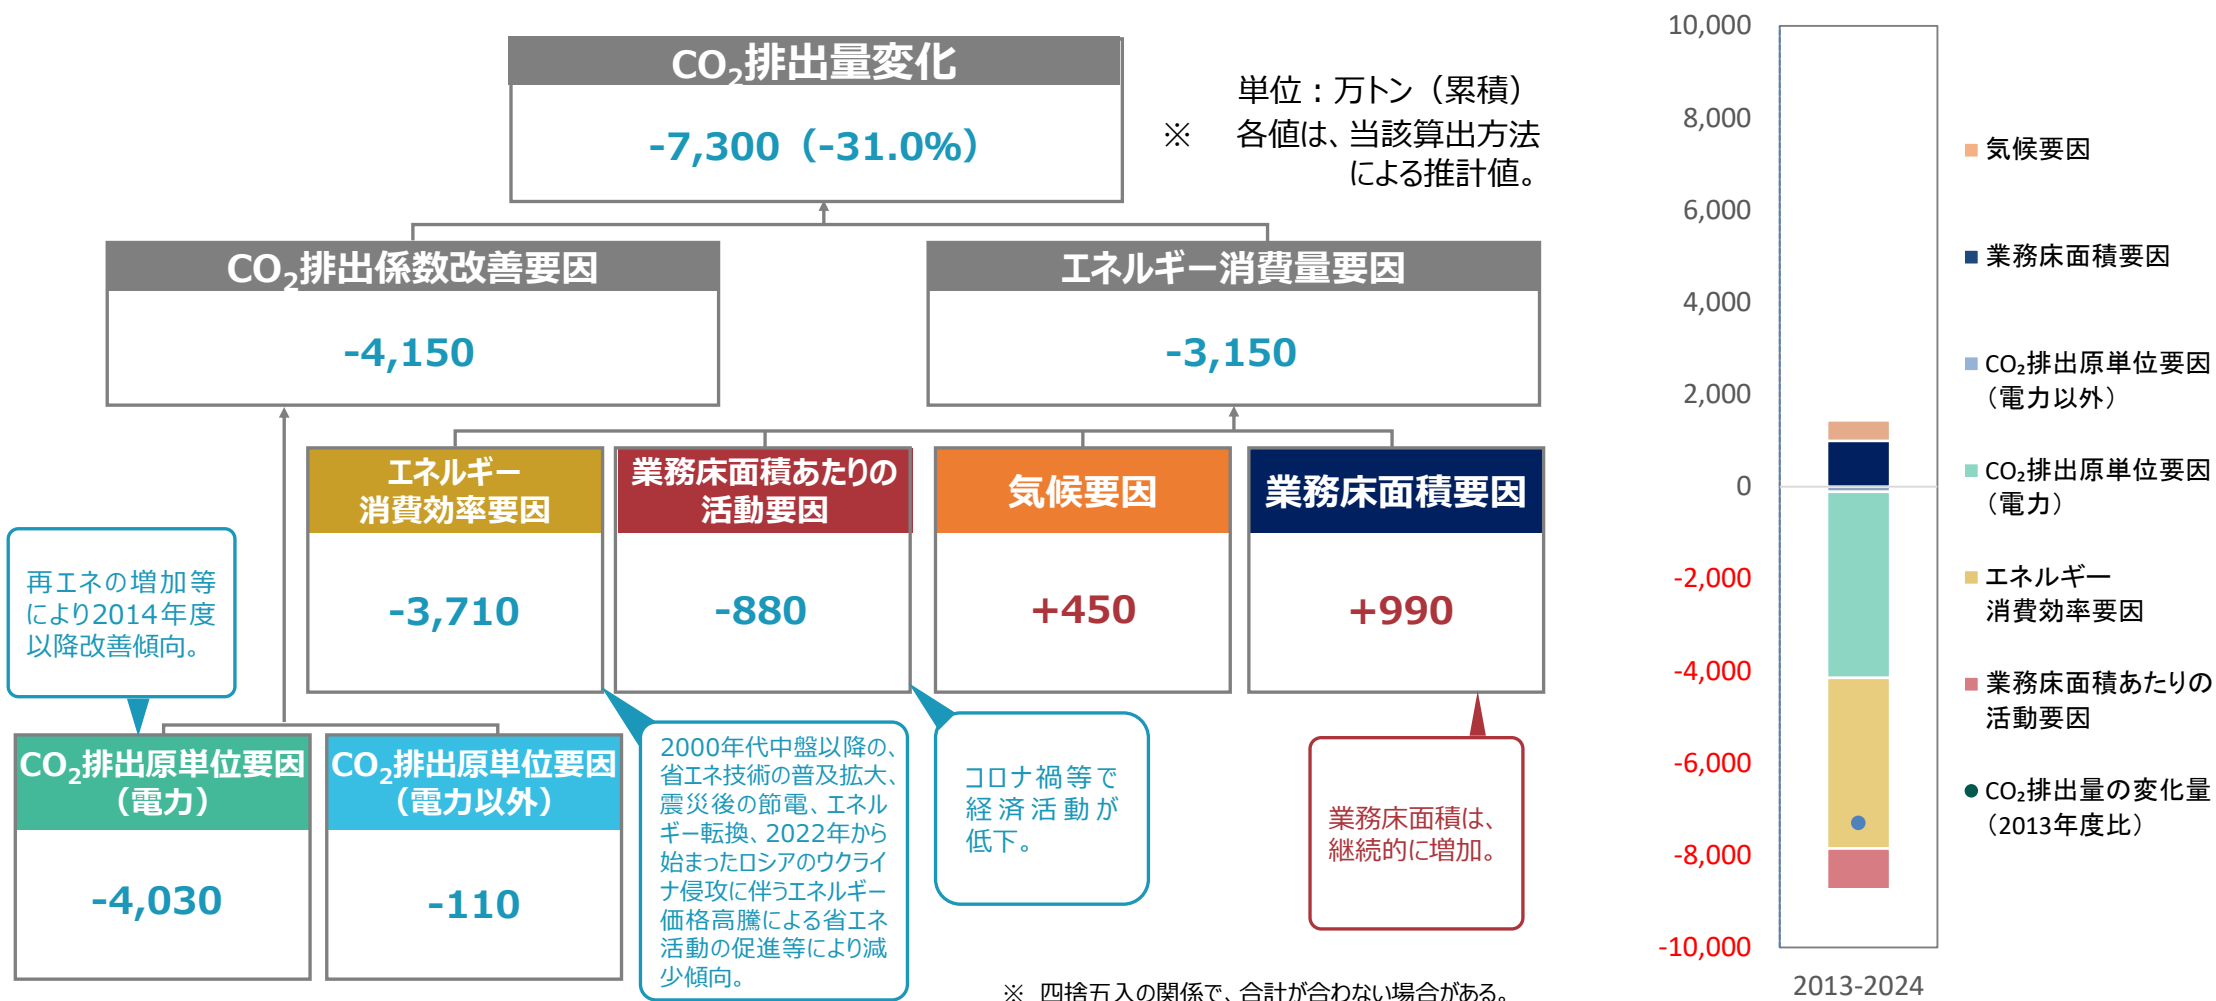 CO₂排出量変化
-7,300（-31.0%）
単位：万トン（累積）
※ 各値は、当該算出方法
による推計値。
CO₂排出係数改善要因
-4,150
エネルギー消費量要因
-3,150
エネルギー
消費効率要因
-3,710
業務床面積あたりの
活動要因
-880
気候要因
+450
業務床面積要因
+990
再エネの増加等
により2014年度
以降改善傾向。
CO₂排出原単位要因
（電力）
-4,030
CO₂排出原単位要因
（電力以外）
-110
2000年代中盤以降の、
省エネ技術の普及拡大、
震災後の節電、エネル
ギー転換、2022年から
始まったロシアのウクライ
ナ侵攻に伴うエネルギー
価格高騰による省エネ
活動の促進等により減
少傾向。
コロナ禍等で
経済活動が
低下。
業務床面積は、
継続的に増加。
※ 四捨五入の関係で、合計が合わない場合がある。
10,000
8,000
6,000
4,000
2,000
0
-2,000
-4,000
-6,000
-8,000
-10,000
2013-2024
気候要因
業務床面積要因
CO₂排出原単位要因
（電力以外）
CO₂排出原単位要因
（電力）
エネルギー
消費効率要因
業務床面積あたりの
活動要因
CO₂排出量の変化量
（2013年度比）